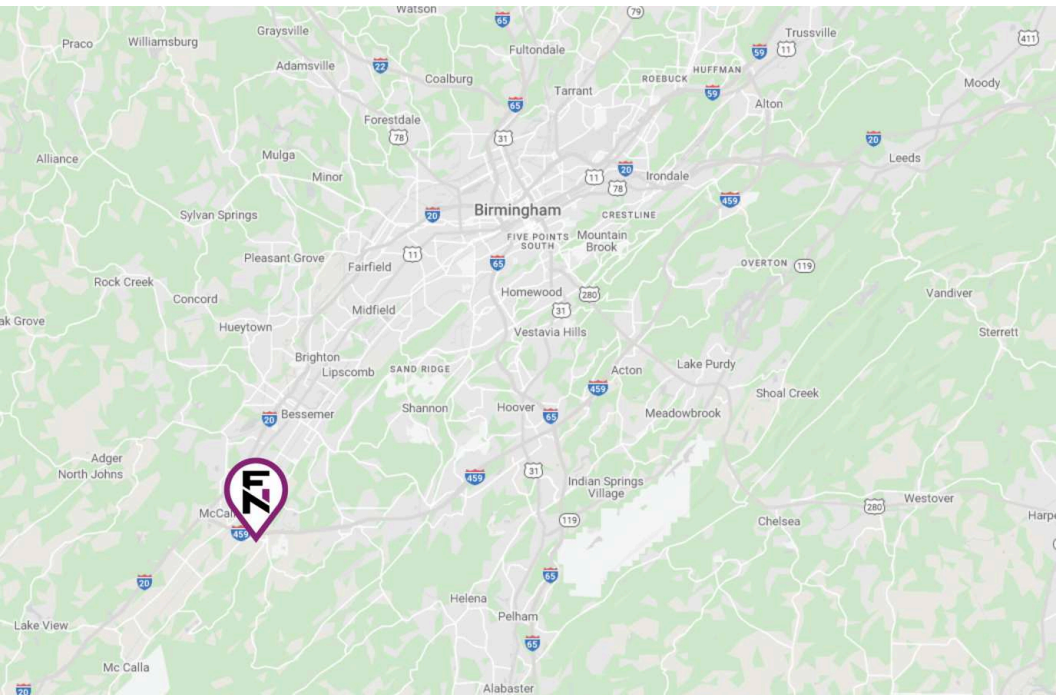 Watson
79
65
Graysville
Trussville
Praco
Williamsburg
411
Fultondale
59
11
Adamsville
22
HUFFMAN
Coalburg
ROEBUCK
Moody
Tarrant
59
65
Alton
Forestdale
78
31
20
Alliance
Mulga
Leeds
20
Minor
11
Irondale
78
459
Birmingham
Sylvan Springs
20
CRESTLINE
FIVE POINTS
SOUTH
Mountain
Brook
11
Pleasant Grove
65
OVERTON
119
Fairfield
Rock Creek
Homewood
280
Vandiver
Concord
Midfield
31
ak Grove
Hueytown
Vestavia Hills
Sterrett
Brighton
Lake Purdy
Lipscomb
SAND RIDGE
Acton
459
Shoal Creek
Shannon
Hoover
Bessemer
20
65
Meadowbrook
Adger
North Johns
31
459
Indian Springs
Village
FN
Westover
280
McCal
119
Chelsea
Harpe
459
65
20
Helena
Pelham
Lake View
65
Mc Calla
Alabaster
20